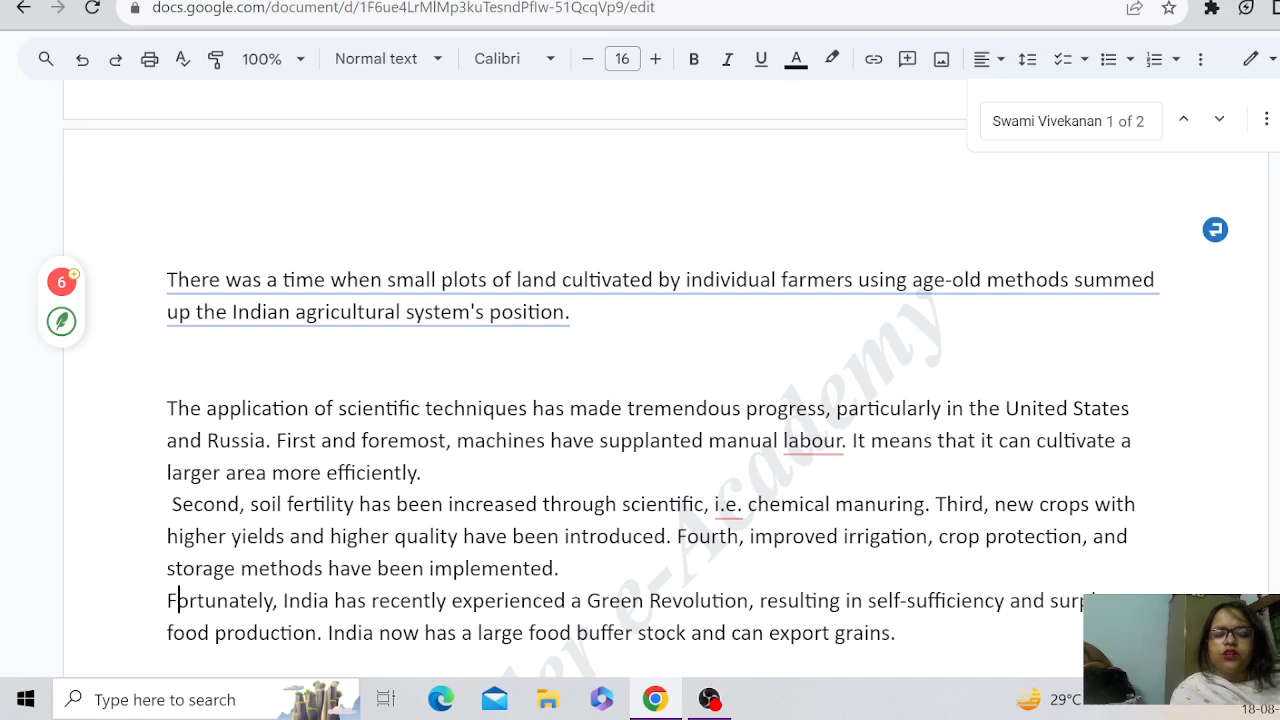 docs.google.com/document/d/1F6ue4LrMlMp3kuTesndPflw-51QcqVp9/edit
100% Normal text Calibri 16 B I U A
Swami Vivekanan 1 of 2
6
There was a time when small plots of land cultivated by individual farmers using age-old methods summed
up the Indian agricultural system's position.
The application of scientific techniques has made tremendous progress, particularly in the United States
and Russia. First and foremost, machines have supplanted manual labour. It means that it can cultivate a
larger area more efficiently.
Second, soil fertility has been increased through scientific, i.e. chemical manuring. Third, new crops with
higher yields and higher quality have been introduced. Fourth, improved irrigation, crop protection, and
storage methods have been implemented.
Fortunately, India has recently experienced a Green Revolution, resulting in self-sufficiency and
food production. India now has a large food buffer stock and can export grains.
e-Academy
Type here to search
29°C
18-08-